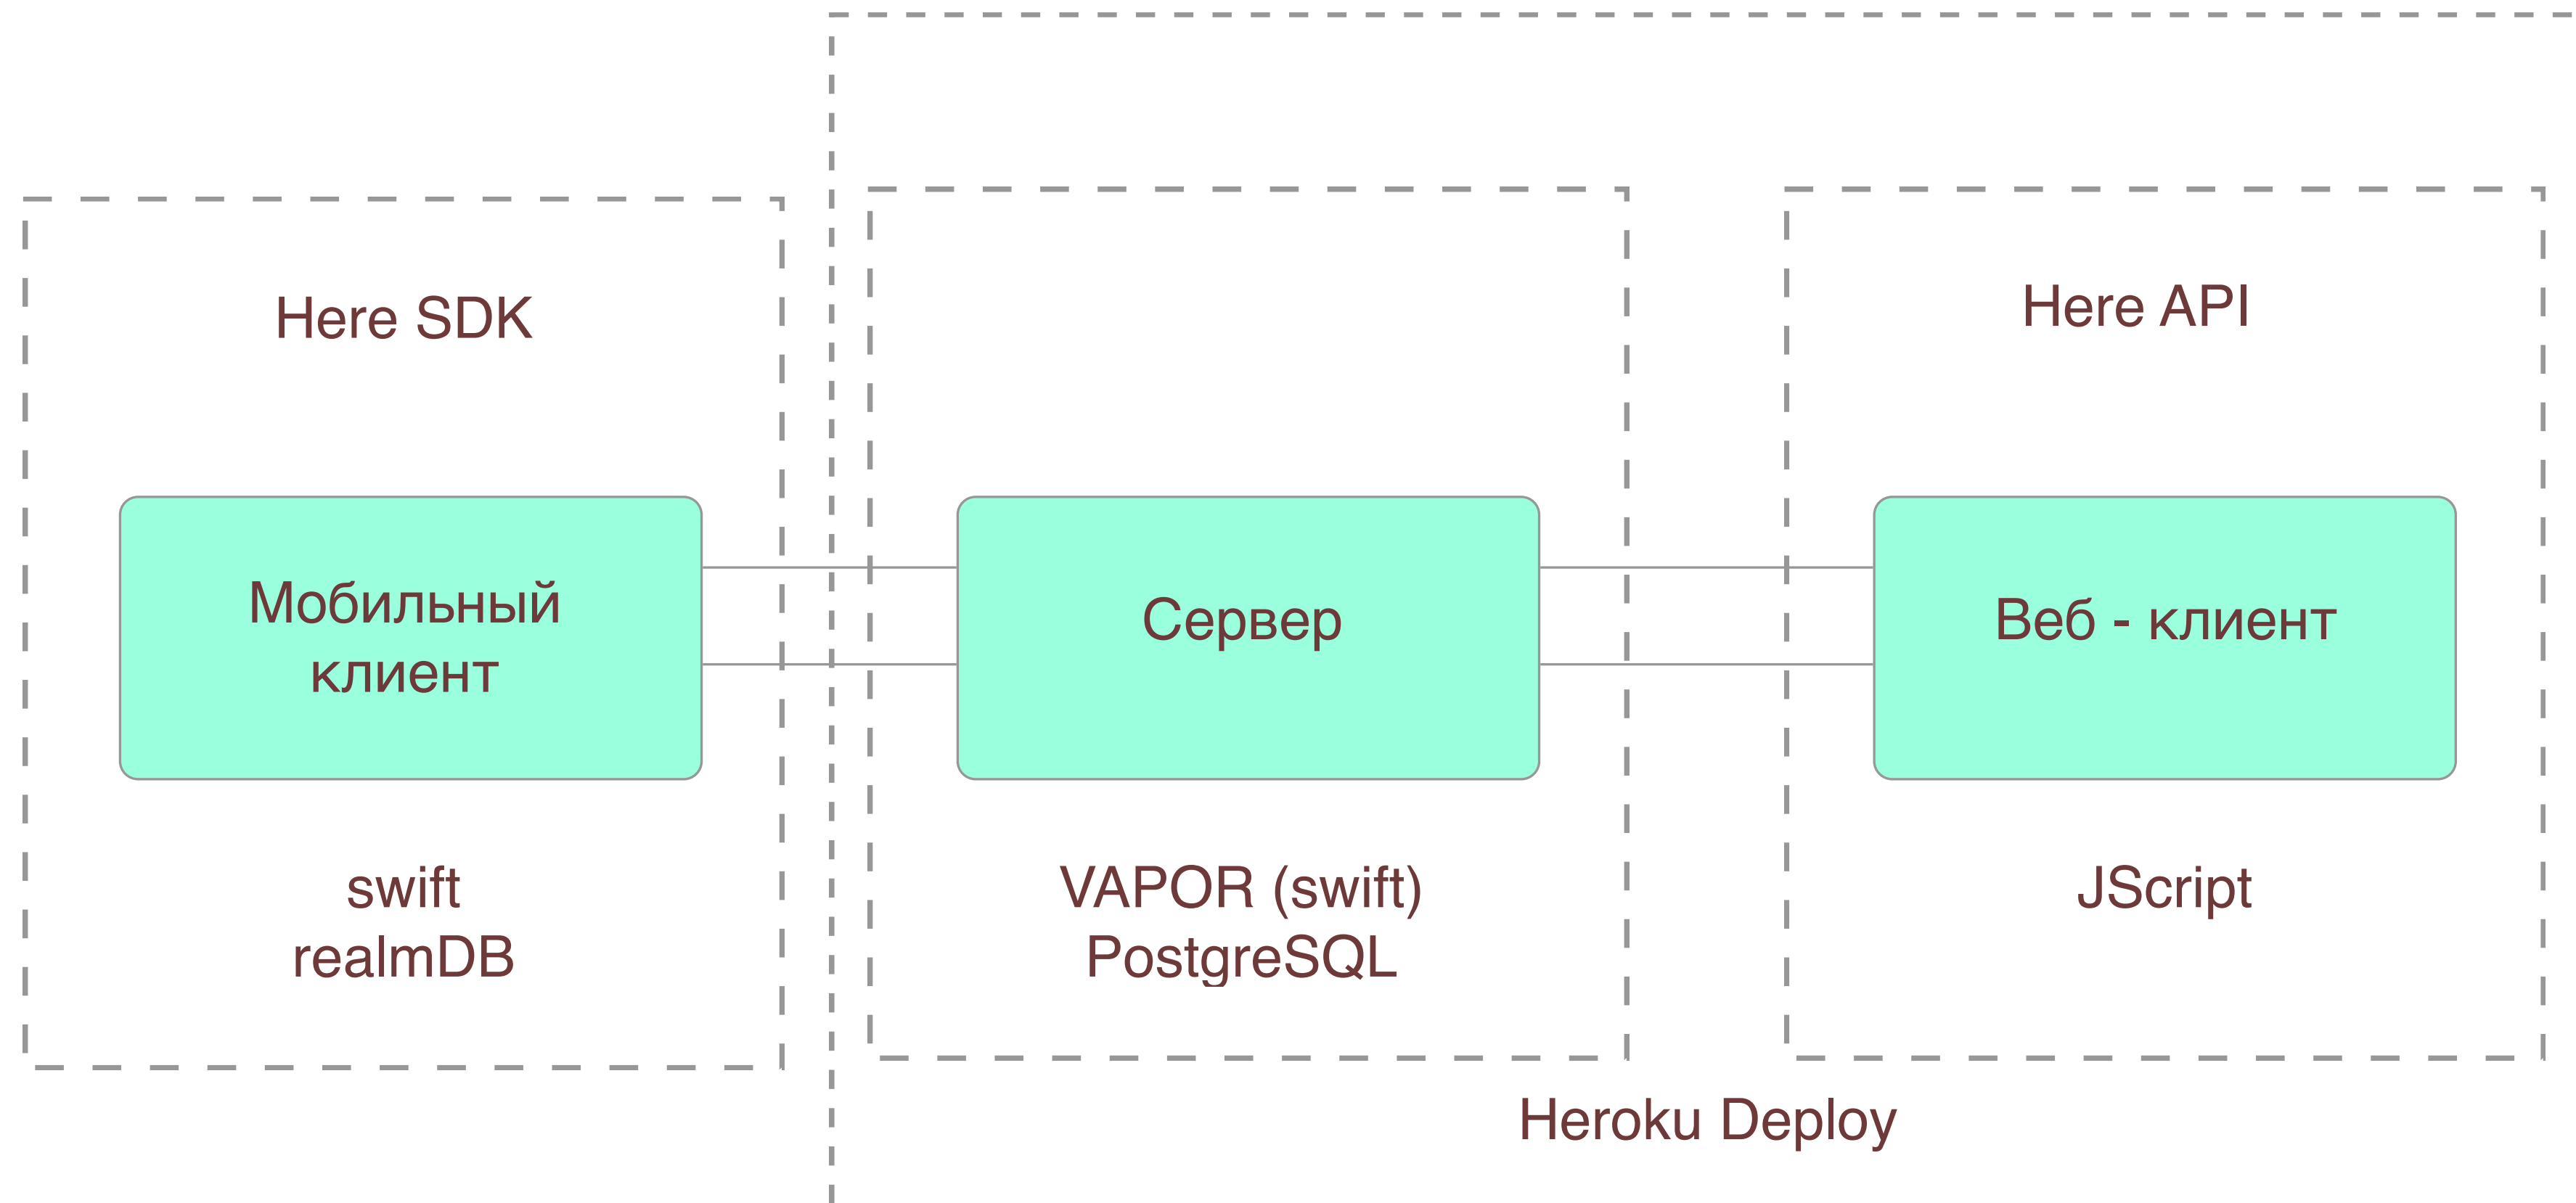 Here SDK
Мобильный
клиент
swift
realmDB
Сервер
VAPOR (swift)
PostgreSQL
Here API
Веб - клиент
JScript
Heroku Deploy